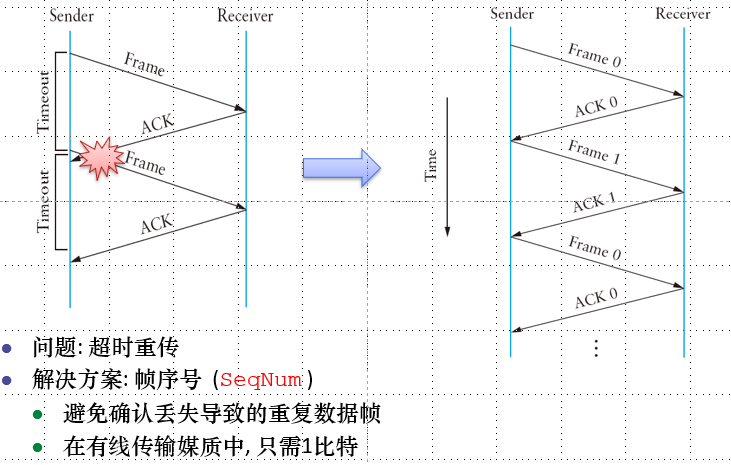 Sender
Receiver
Timeout
Frame
ACK
Timeout
Frame
ACK
Sender
Receiver
Time
Frame 0
ACK 0
Frame 1
ACK 1
Frame 0
ACK 0
⋮
问题: 超时重传
解决方案: 帧序号（SeqNum）
避免确认丢失导致的重复数据帧
在有线传输媒质中, 只需1比特